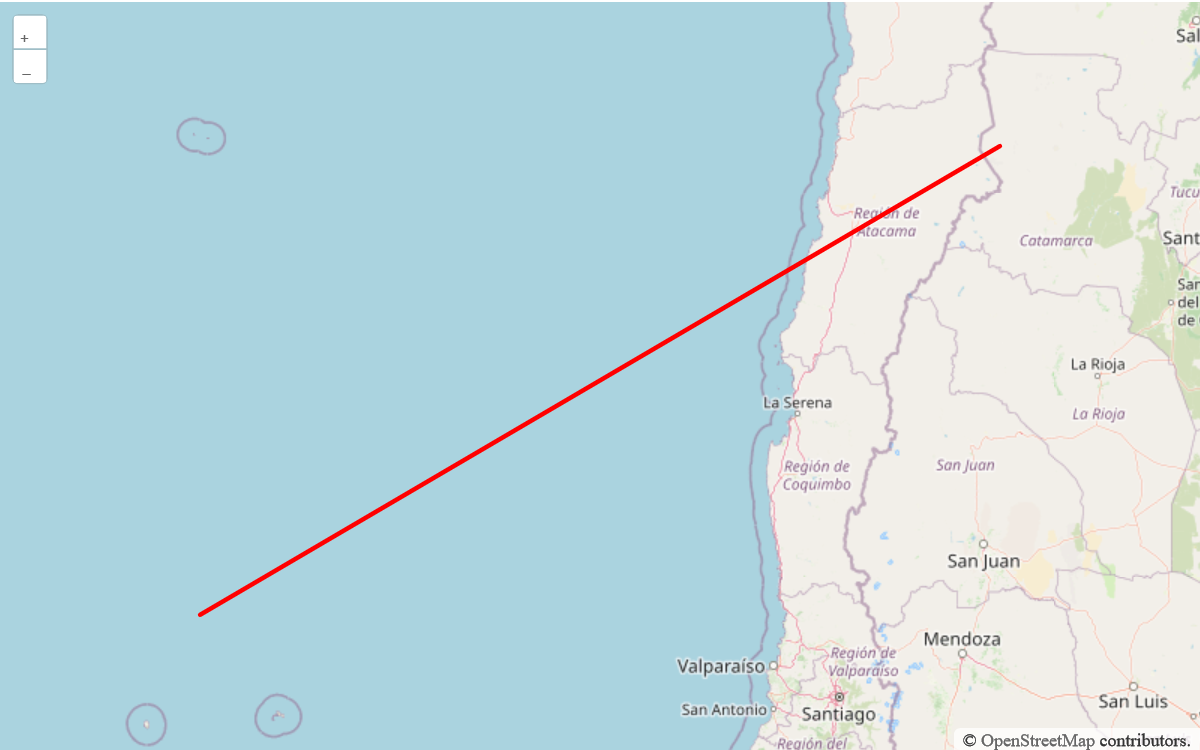 +
–
Región de
Atacama
Catamarca
La Rioja
La Serena
La Rioja
Región de
Coquimbo
San Juan
San Juan
Mendoza
Valparaíso
Región de
Valparaíso
San Luis
San Antonio
Santiago
Región del
© OpenStreetMap contributors.
Sal
Tucu
Sant
San
del
de